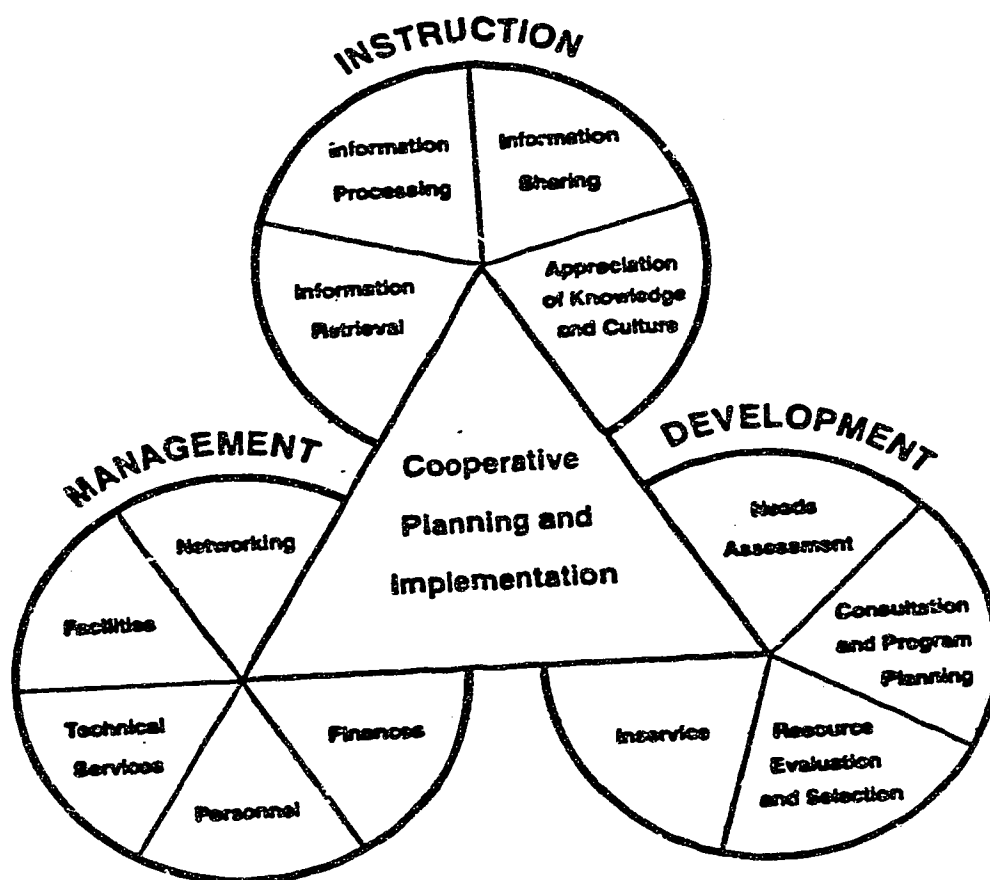 INSTRUCTION
Information
Processing
Information
Sharing
Information
Retrieval
Appreciation
of Knowledge
and Culture
Cooperative
Planning and
Implementation
MANAGEMENT
Networking
Facilities
Technical
Services
Personnel
Finances
DEVELOPMENT
Needs
Assessment
Consultation
and Program
Planning
Resource
Evaluation
and Selection
Inservice